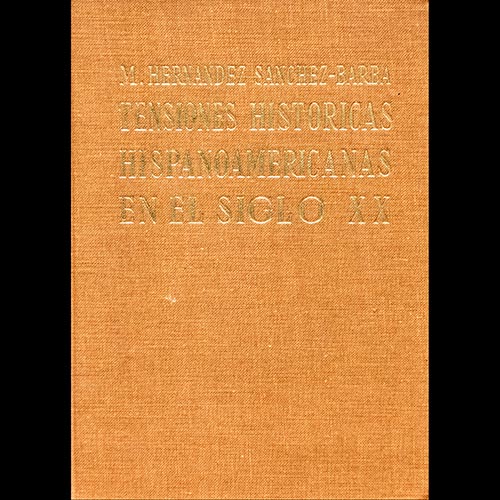 M. HERNANDEZ SANCHEZ-BARBA
TENSIONES HISTORICAS
HISPANOAMERICANAS
EN EL SIGLO XX